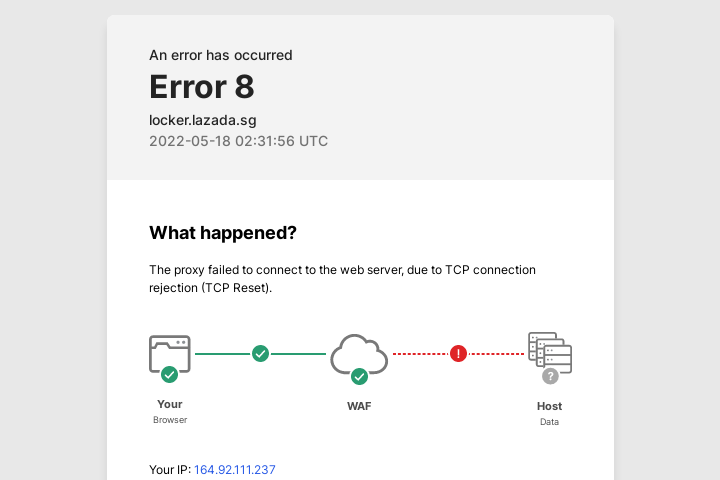 An error has occurred
Error 8
locker.lazada.sg
2022-05-18 02:31:56 UTC
What happened?
The proxy failed to connect to the web server, due to TCP connection
rejection (TCP Reset).
Your
Browser
WAF
Host
Data
Your IP: 164.92.111.237